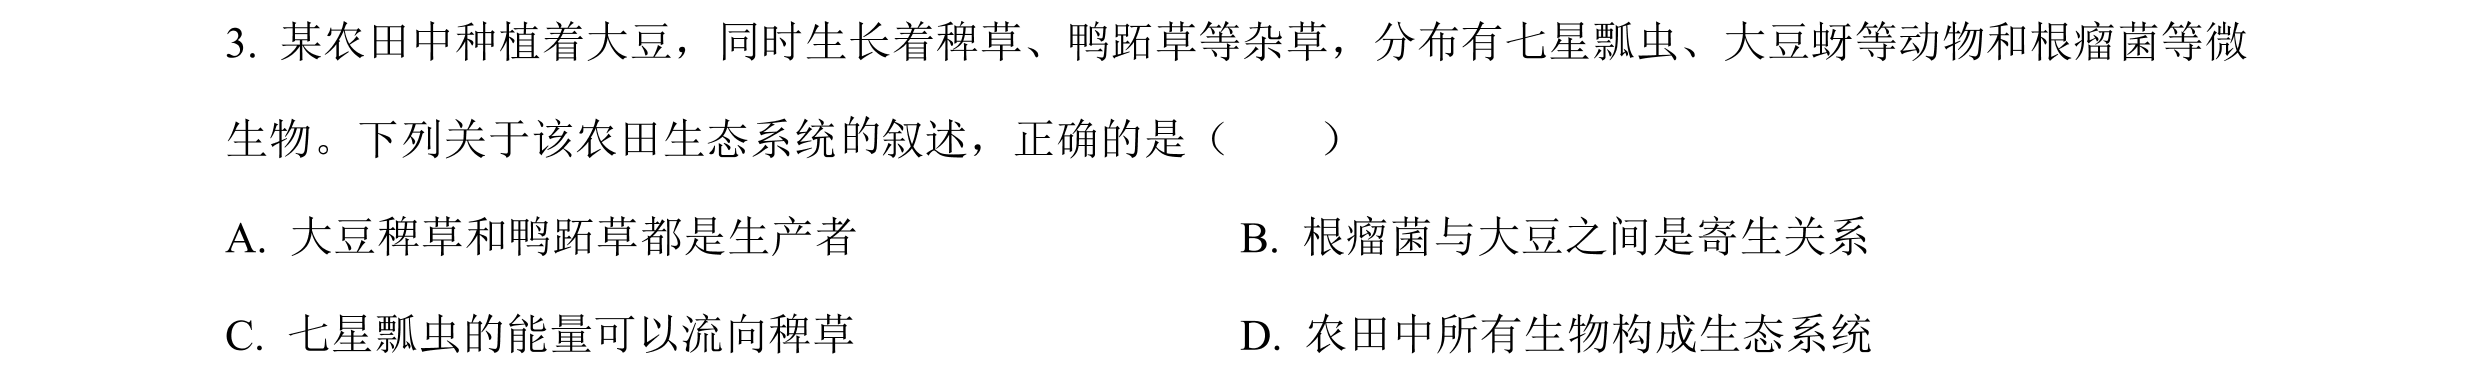 3. 某农田中种植着大豆，同时生长着稗草、鸭跖草等杂草，分布有七星瓢虫、大豆蚜等动物和根瘤菌等微
生物。下列关于该农田生态系统的叙述，正确的是（　　）
A. 大豆稗草和鸭跖草都是生产者 B. 根瘤菌与大豆之间是寄生关系
C. 七星瓢虫的能量可以流向稗草 D. 农田中所有生物构成生态系统